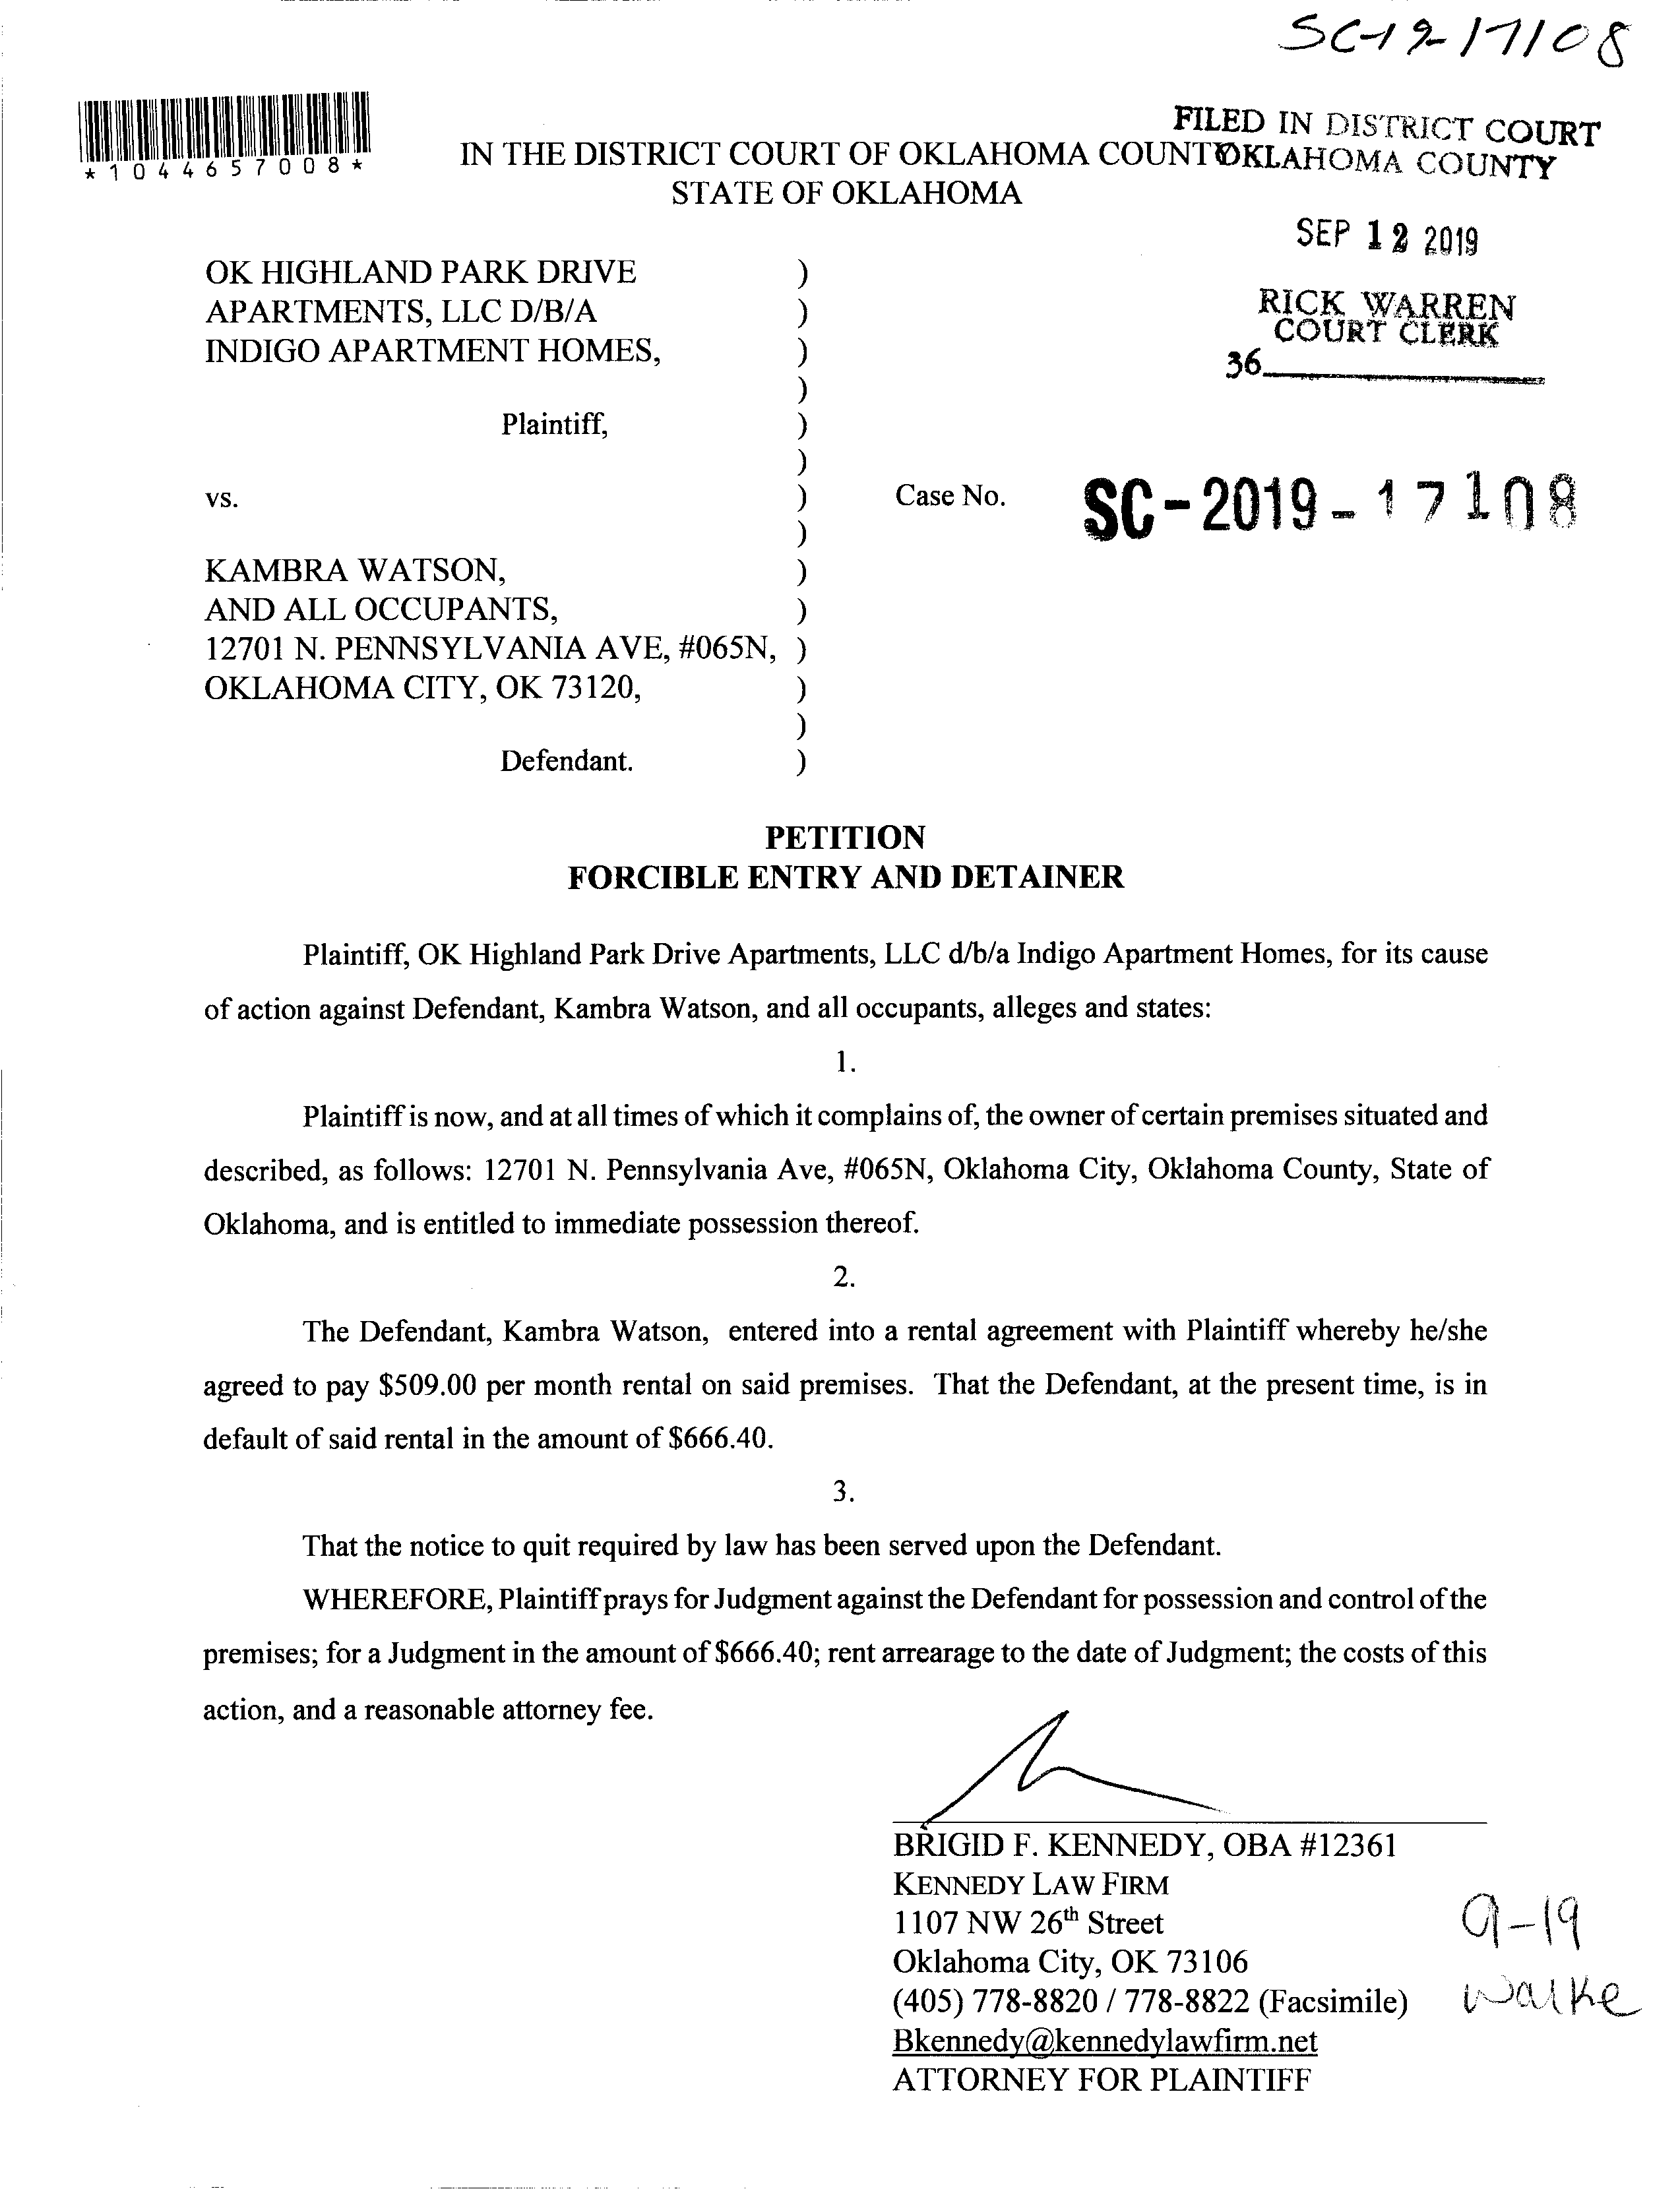 SC-19-17108
*1044657008*
FILED IN DISTRICT COURT
OKLAHOMA COUNTY
IN THE DISTRICT COURT OF OKLAHOMA COUNTY
STATE OF OKLAHOMA
SEP 12 2019
RICK WARREN
COURT CLERK
36
OK HIGHLAND PARK DRIVE )
APARTMENTS, LLC D/B/A )
INDIGO APARTMENT HOMES, )
)
Plaintiff, )
)
vs. ) Case No. SC-2019-17108
)
KAMBRA WATSON, )
AND ALL OCCUPANTS, )
12701 N. PENNSYLVANIA AVE, #065N, )
OKLAHOMA CITY, OK 73120, )
)
Defendant. )
PETITION
FORCIBLE ENTRY AND DETAINER
Plaintiff, OK Highland Park Drive Apartments, LLC d/b/a Indigo Apartment Homes, for its cause
of action against Defendant, Kambra Watson, and all occupants, alleges and states:
1.
Plaintiff is now, and at all times of which it complains of, the owner of certain premises situated and
described, as follows: 12701 N. Pennsylvania Ave, #065N, Oklahoma City, Oklahoma County, State of
Oklahoma, and is entitled to immediate possession thereof.
2.
The Defendant, Kambra Watson, entered into a rental agreement with Plaintiff whereby he/she
agreed to pay $509.00 per month rental on said premises. That the Defendant, at the present time, is in
default of said rental in the amount of $666.40.
3.
That the notice to quit required by law has been served upon the Defendant.
WHEREFORE, Plaintiff prays for Judgment against the Defendant for possession and control of the
premises; for a Judgment in the amount of $666.40; rent arrearage to the date of Judgment; the costs of this
action, and a reasonable attorney fee.
BRIGID F. KENNEDY, OBA #12361
KENNEDY LAW FIRM
1107 NW 26th Street
Oklahoma City, OK 73106
(405) 778-8820 / 778-8822 (Facsimile)
Bkennedy@kennedylawfirm.net
ATTORNEY FOR PLAINTIFF
9-19
Walke